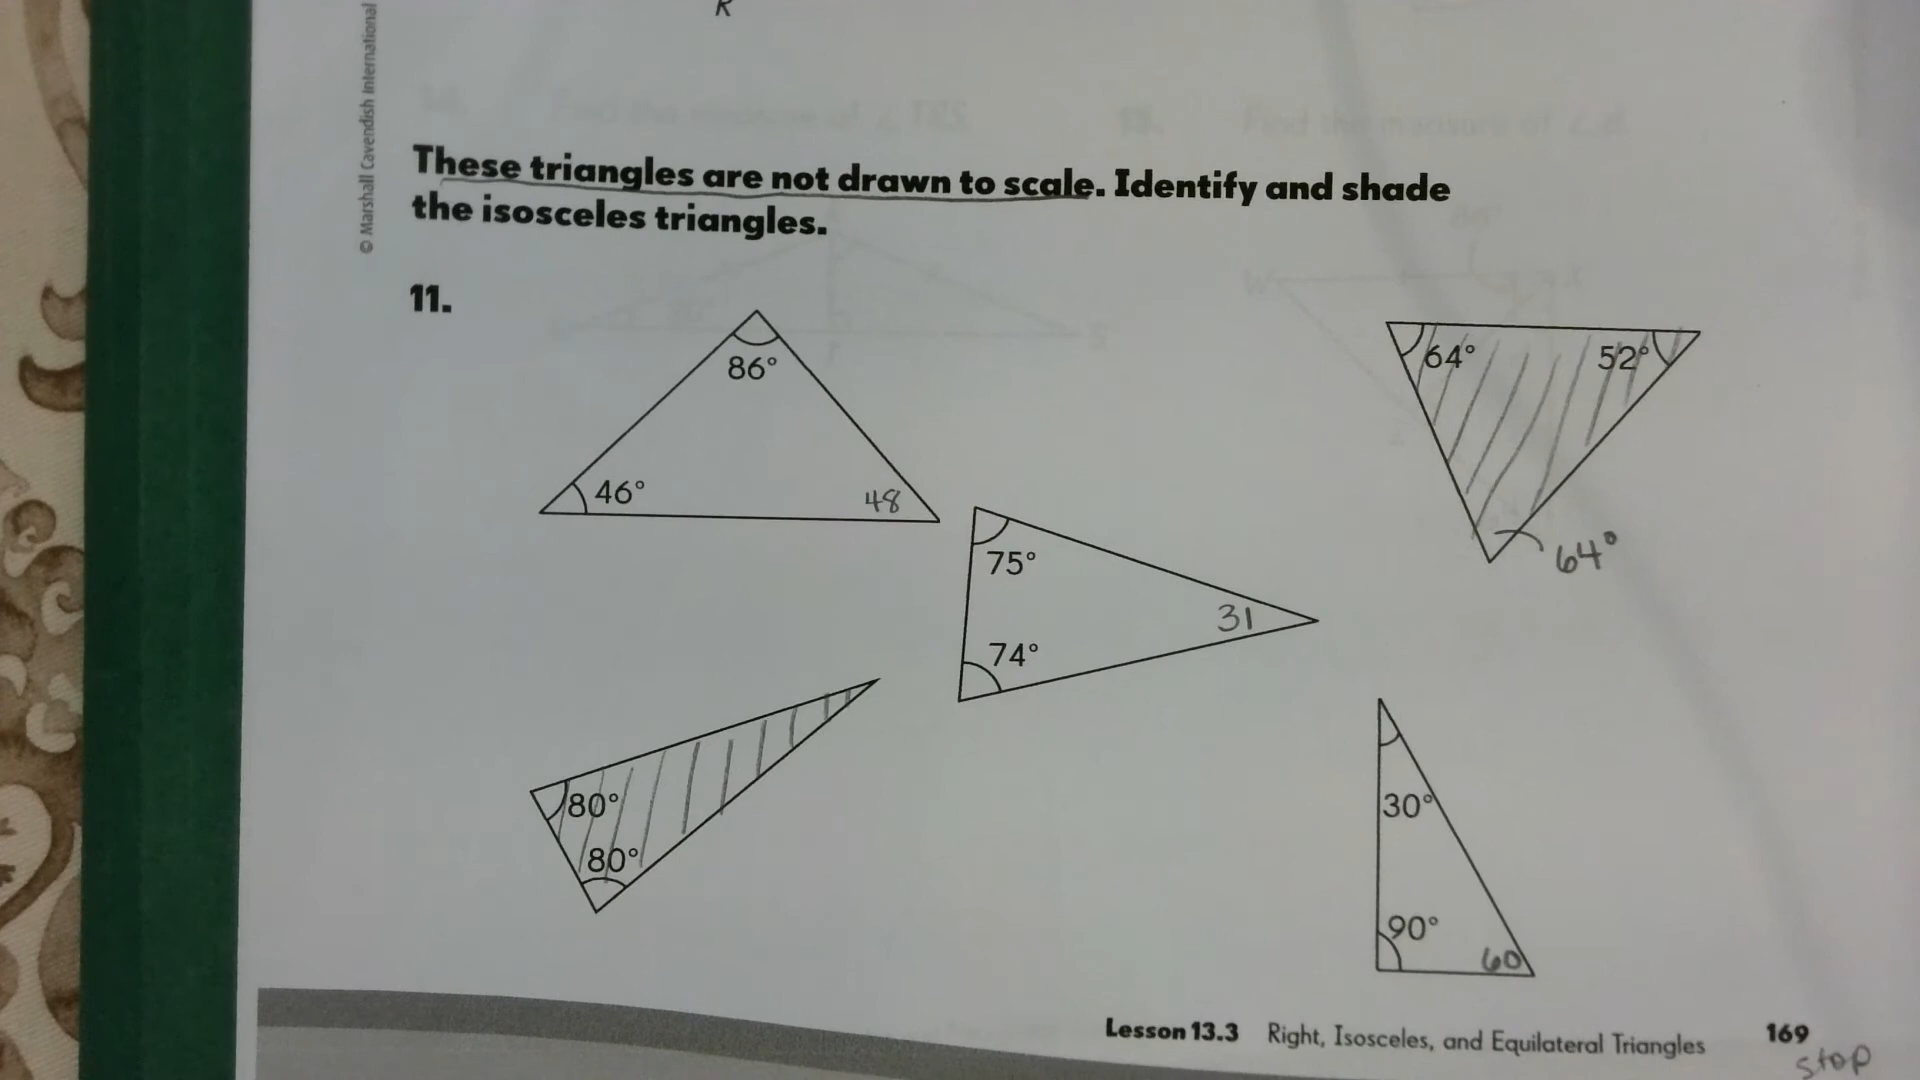 R
© Marshall Cavendish International
These triangles are not drawn to scale. Identify and shade
the isosceles triangles.
11.
86°
46°
48
64°
52°
64°
75°
74°
31
80°
80°
30°
90°
60
Lesson 13.3 Right, Isosceles, and Equilateral Triangles 169
stop